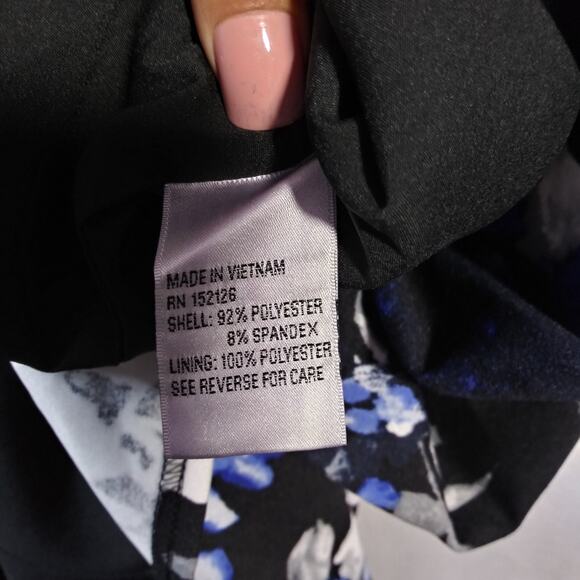 MADE IN VIETNAM
RN 152126
SHELL: 92% POLYESTER
8% SPANDEX
LINING: 100% POLYESTER
SEE REVERSE FOR CARE